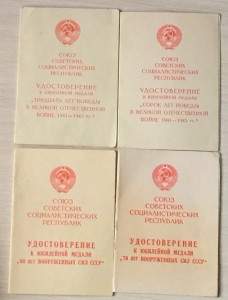 СОЮЗ
СОВЕТСКИХ
СОЦИАЛИСТИЧЕСКИХ
РЕСПУБЛИК
УДОСТОВЕРЕНИЕ
К ЮБИЛЕЙНОЙ МЕДАЛИ
„ТРИДЦАТЬ ЛЕТ ПОБЕДЫ
В ВЕЛИКОЙ ОТЕЧЕСТВЕННОЙ
ВОЙНЕ 1941—1945 гг.“
СОЮЗ
СОВЕТСКИХ
СОЦИАЛИСТИЧЕСКИХ
РЕСПУБЛИК
УДОСТОВЕРЕНИЕ
К ЮБИЛЕЙНОЙ МЕДАЛИ
„СОРОК ЛЕТ ПОБЕДЫ
В ВЕЛИКОЙ ОТЕЧЕСТВЕННОЙ
ВОЙНЕ 1941—1945 гг.“
СОЮЗ
СОВЕТСКИХ
СОЦИАЛИСТИЧЕСКИХ
РЕСПУБЛИК
УДОСТОВЕРЕНИЕ
К ЮБИЛЕЙНОЙ МЕДАЛИ
ЛЕТ ВООРУЖЕННЫХ СИЛ СССР"
СОЮЗ
СОВЕТСКИХ
СОЦИАЛИСТИЧЕСКИХ
РЕСПУБЛИК
УДОСТОВЕРЕНИЕ
К ЮБИЛЕЙНОЙ МЕДАЛИ
"70 ЛЕТ ВООРУЖЕННЫХ СИЛ СССР"